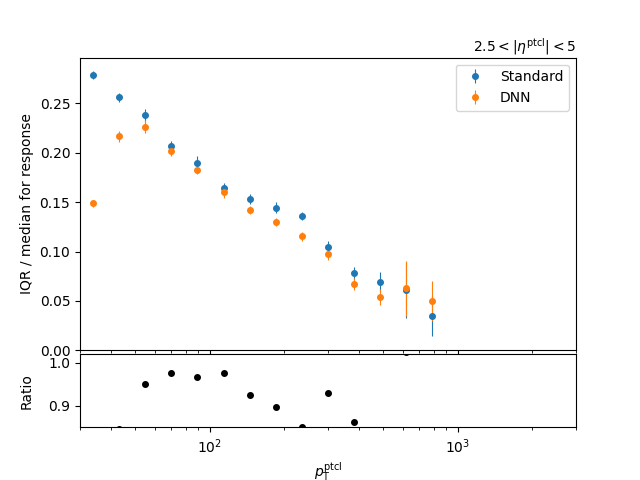 2.5 < |η^ptcl| < 5
Standard
DNN
IQR / median for response
0.25
0.20
0.15
0.10
0.05
0.00
Ratio
1.0
0.9
10^2
10^3
p_T^ptcl